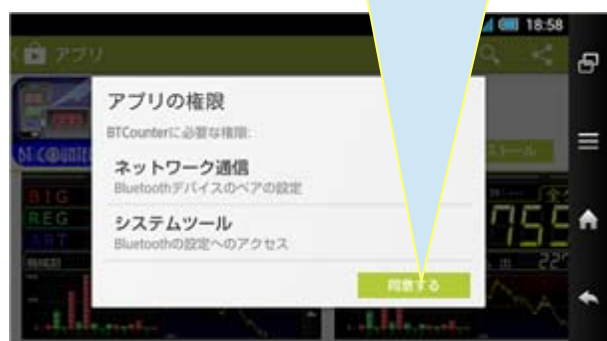 18:58
アプリ
アプリの権限
BTCounterに必要な権限:
ネットワーク通信
Bluetoothデバイスのペアの設定
システムツール
Bluetoothの設定へのアクセス
同意する
BIG
REG
ART
755